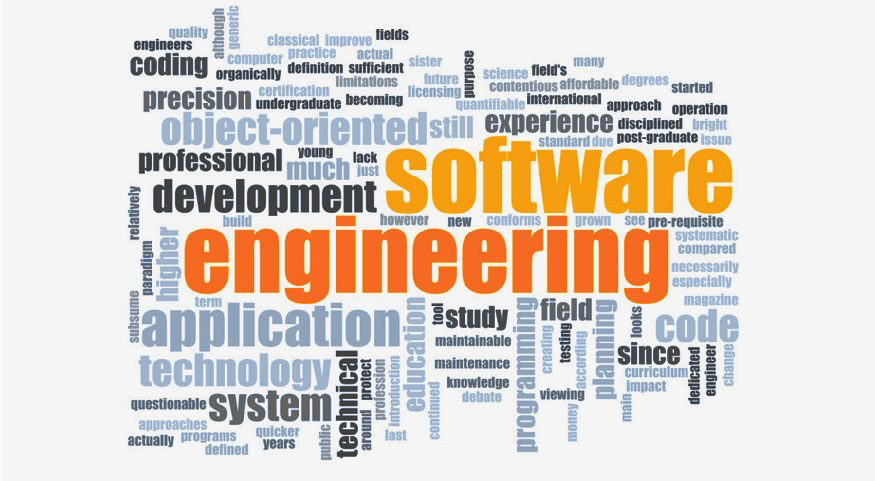 quality
although
generic
engineers
classical
improve
fields
coding
computer
practice
actual
sister
purpose
organically
definition
sufficient
limitations
future
science
field's
many
contentious
affordable
degrees
started
precision
certification
undergraduate
becoming
licensing
quantifiable
international
approach
operation
object-oriented
still
experience
disciplined
bright
standard
due
post-graduate
issue
professional
young
much
lack
just
software
development
relatively
build
however
new
conforms
grown
see
pre-requisite
engineering
systematic
compared
higher
paradigm
necessarily
especially
subsume
term
magazine
application
education
tool
study
programming
field
planning
looks
code
maintainable
creating
testing
according
since
change
technology
technical
maintenance
curriculum
dedicated
engineer
protect
profession
introduction
knowledge
impact
questionable
system
around
continued
debate
viewing
main
money
approaches
actually
programs
quicker
years
defined
public
last